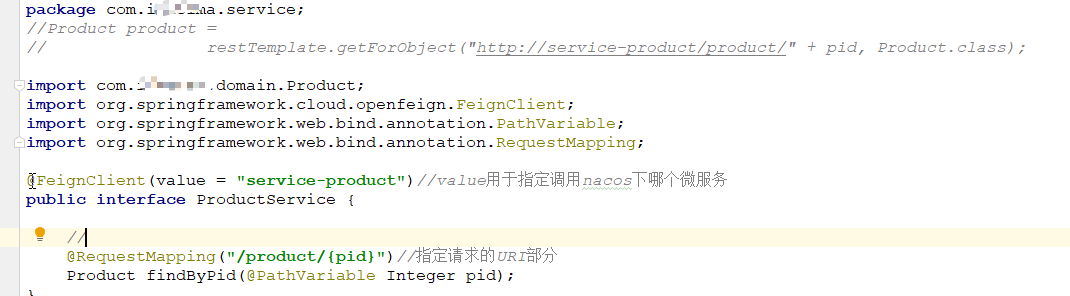 package com.i ma.service;
//Product product =
// restTemplate.getForObject("http://service-product/product/" + pid, Product.class);
import com.i .domain.Product;
import org.springframework.cloud.openfeign.FeignClient;
import org.springframework.web.bind.annotation.PathVariable;
import org.springframework.web.bind.annotation.RequestMapping;
@FeignClient(value = "service-product")//value用于指定调用nacos下哪个微服务
public interface ProductService {
//
@RequestMapping("/product/{pid}")//指定请求的URI部分
Product findByPid(@PathVariable Integer pid);
}